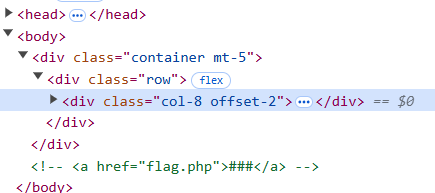 <head> ⋯ </head>
<body>
<div class="container mt-5">
<div class="row"> flex
<div class="col-8 offset-2"> ⋯ </div> == $0
</div>
</div>
<!-- <a href="flag.php">###</a> -->
</body>